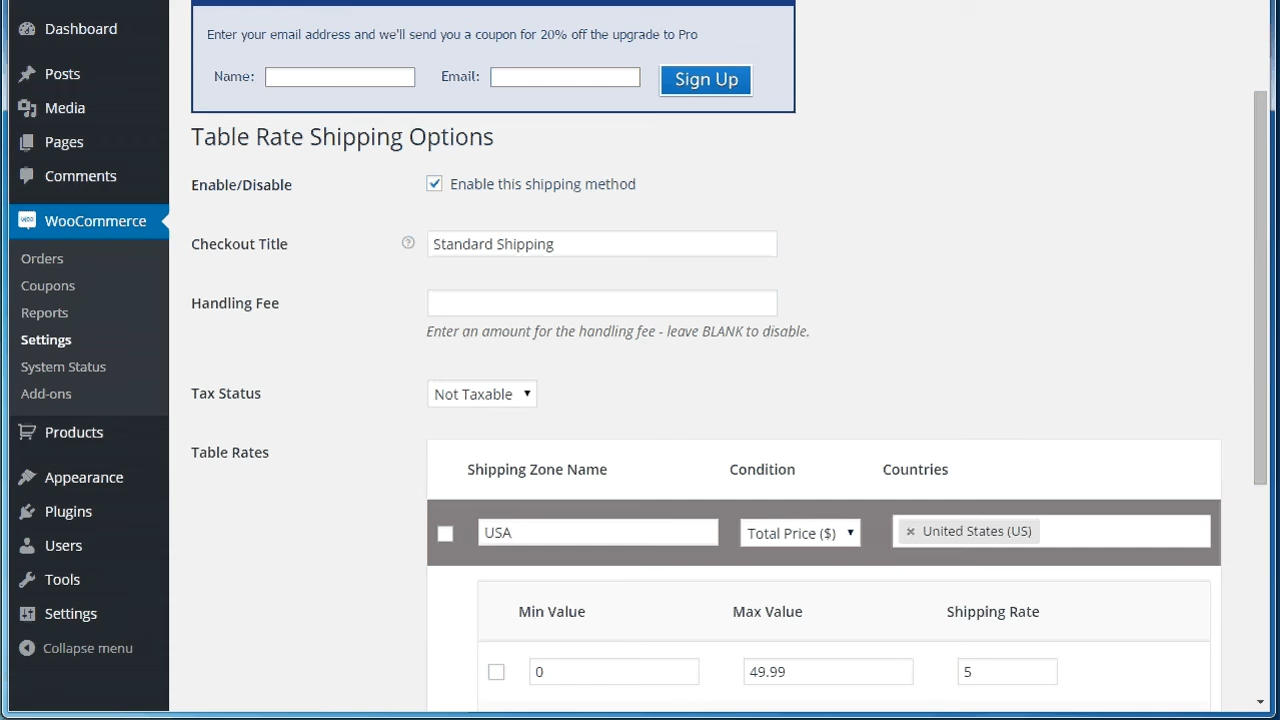 Dashboard
Posts
Media
Pages
Comments
woo WooCommerce
Orders
Coupons
Reports
Settings
System Status
Add-ons
Products
Appearance
Plugins
Users
Tools
Settings
Collapse menu
Enter your email address and we'll send you a coupon for 20% off the upgrade to Pro
Name: Email: Sign Up
Table Rate Shipping Options
Enable/Disable Enable this shipping method
Checkout Title ? Standard Shipping
Handling Fee
Enter an amount for the handling fee - leave BLANK to disable.
Tax Status Not Taxable
Table Rates
Shipping Zone Name Condition Countries
USA Total Price ($) × United States (US)
Min Value Max Value Shipping Rate
0 49.99 5